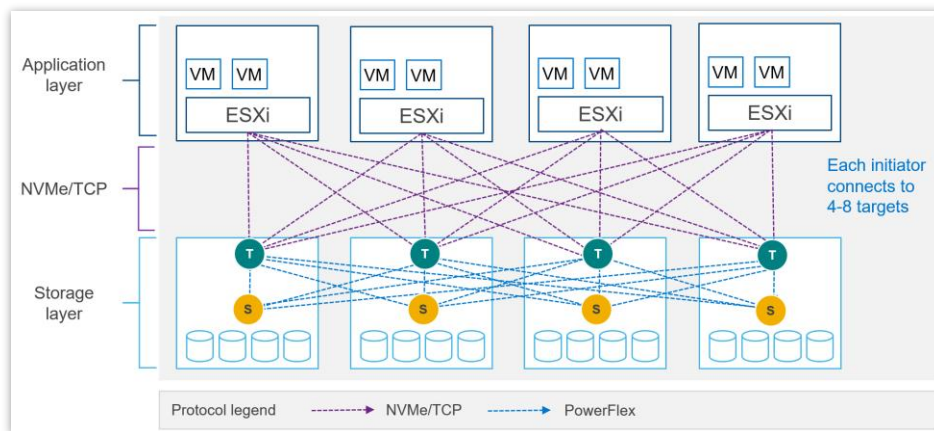 Application
layer
VM VM
VM VM
VM VM
VM VM
ESXi
ESXi
ESXi
ESXi
NVMe/TCP
Each initiator
connects to
4-8 targets
Storage
layer
T
T
T
T
S
S
S
S
Protocol legend
NVMe/TCP
PowerFlex